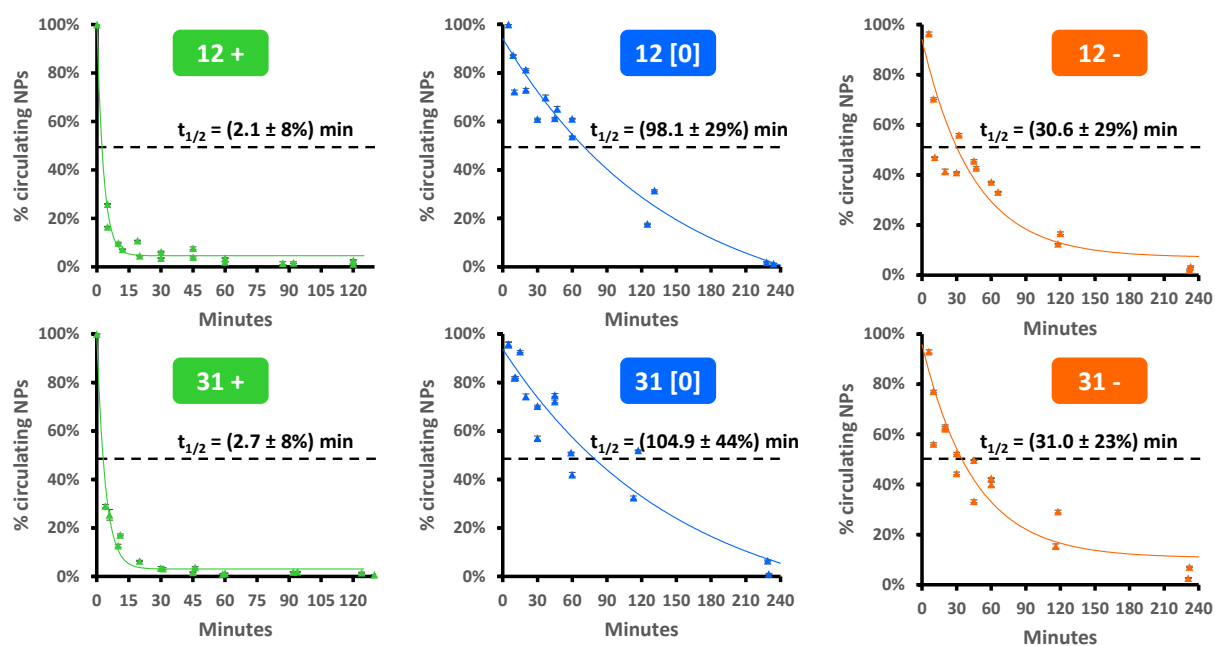 % circulating NPs
100%
80%
60%
40%
20%
0%
12 +
t1/2 = (2.1 ± 8%) min
0 15 30 45 60 75 90 105 120
Minutes
% circulating NPs
100%
80%
60%
40%
20%
0%
12 [0]
t1/2 = (98.1 ± 29%) min
0 30 60 90 120 150 180 210 240
Minutes
% circulating NPs
100%
80%
60%
40%
20%
0%
12 -
t1/2 = (30.6 ± 29%) min
0 30 60 90 120 150 180 210 240
Minutes
% circulating NPs
100%
80%
60%
40%
20%
0%
31 +
t1/2 = (2.7 ± 8%) min
0 15 30 45 60 75 90 105 120
Minutes
% circulating NPs
100%
80%
60%
40%
20%
0%
31 [0]
t1/2 = (104.9 ± 44%) min
0 30 60 90 120 150 180 210 240
Minutes
% circulating NPs
100%
80%
60%
40%
20%
0%
31 -
t1/2 = (31.0 ± 23%) min
0 30 60 90 120 150 180 210 240
Minutes